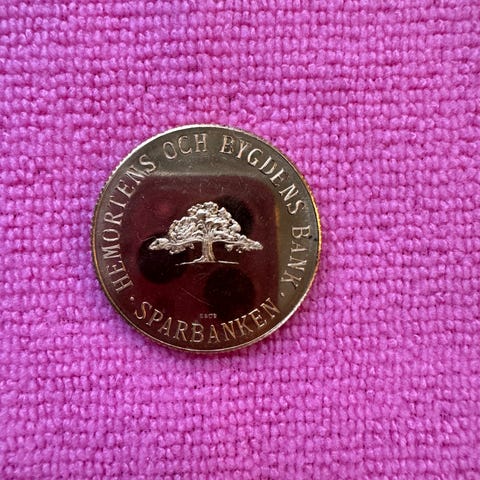 HEMORTENS OCH BYGDENS BANK ·
SPARBANKEN ·